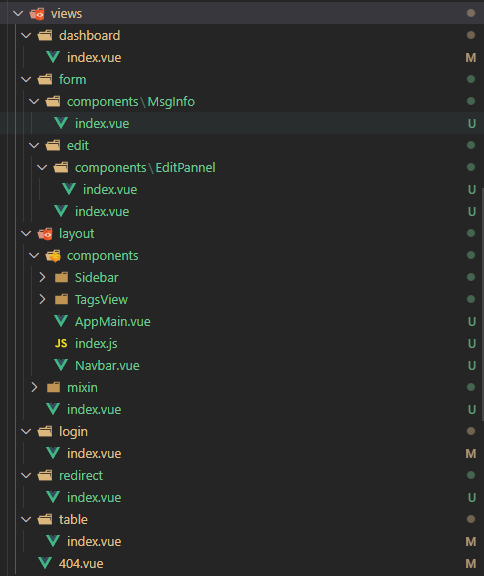 views
dashboard
index.vue M
form
components\MsgInfo
index.vue U
edit
components\EditPannel
index.vue U
index.vue U
layout
components
Sidebar
TagsView
AppMain.vue U
JS index.js U
Navbar.vue U
mixin
index.vue U
login
index.vue M
redirect
index.vue U
table
index.vue M
404.vue M